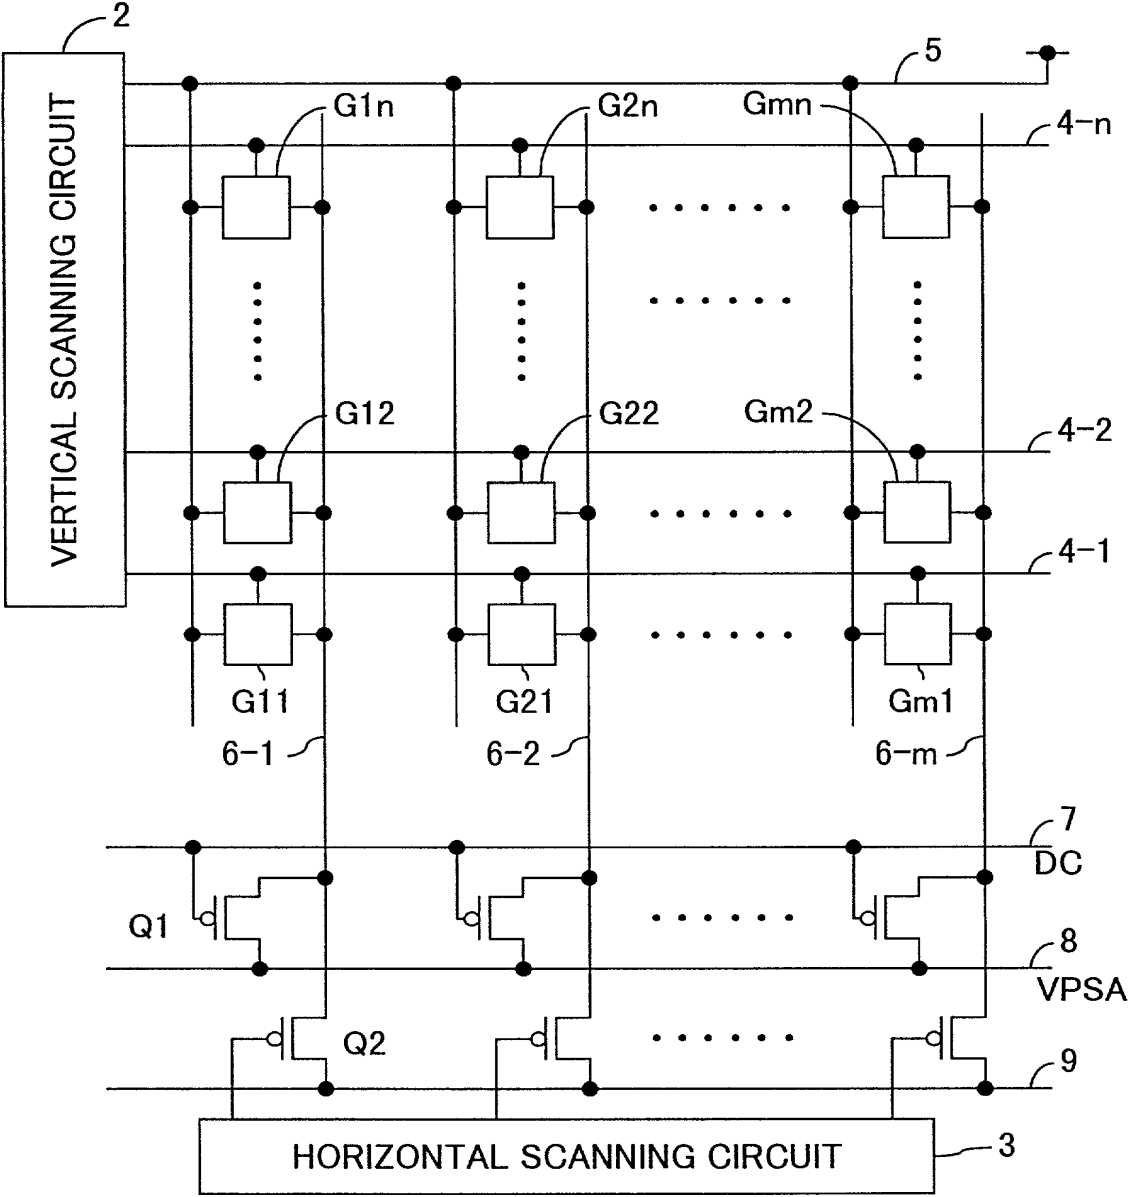 2
5
G1n
G2n
Gmn
4-n
VERTICAL SCANNING CIRCUIT
G12
G22
Gm2
4-2
4-1
G11
G21
Gm1
6-1
6-2
6-m
7
DC
Q1
8
VPSA
Q2
9
HORIZONTAL SCANNING CIRCUIT
3